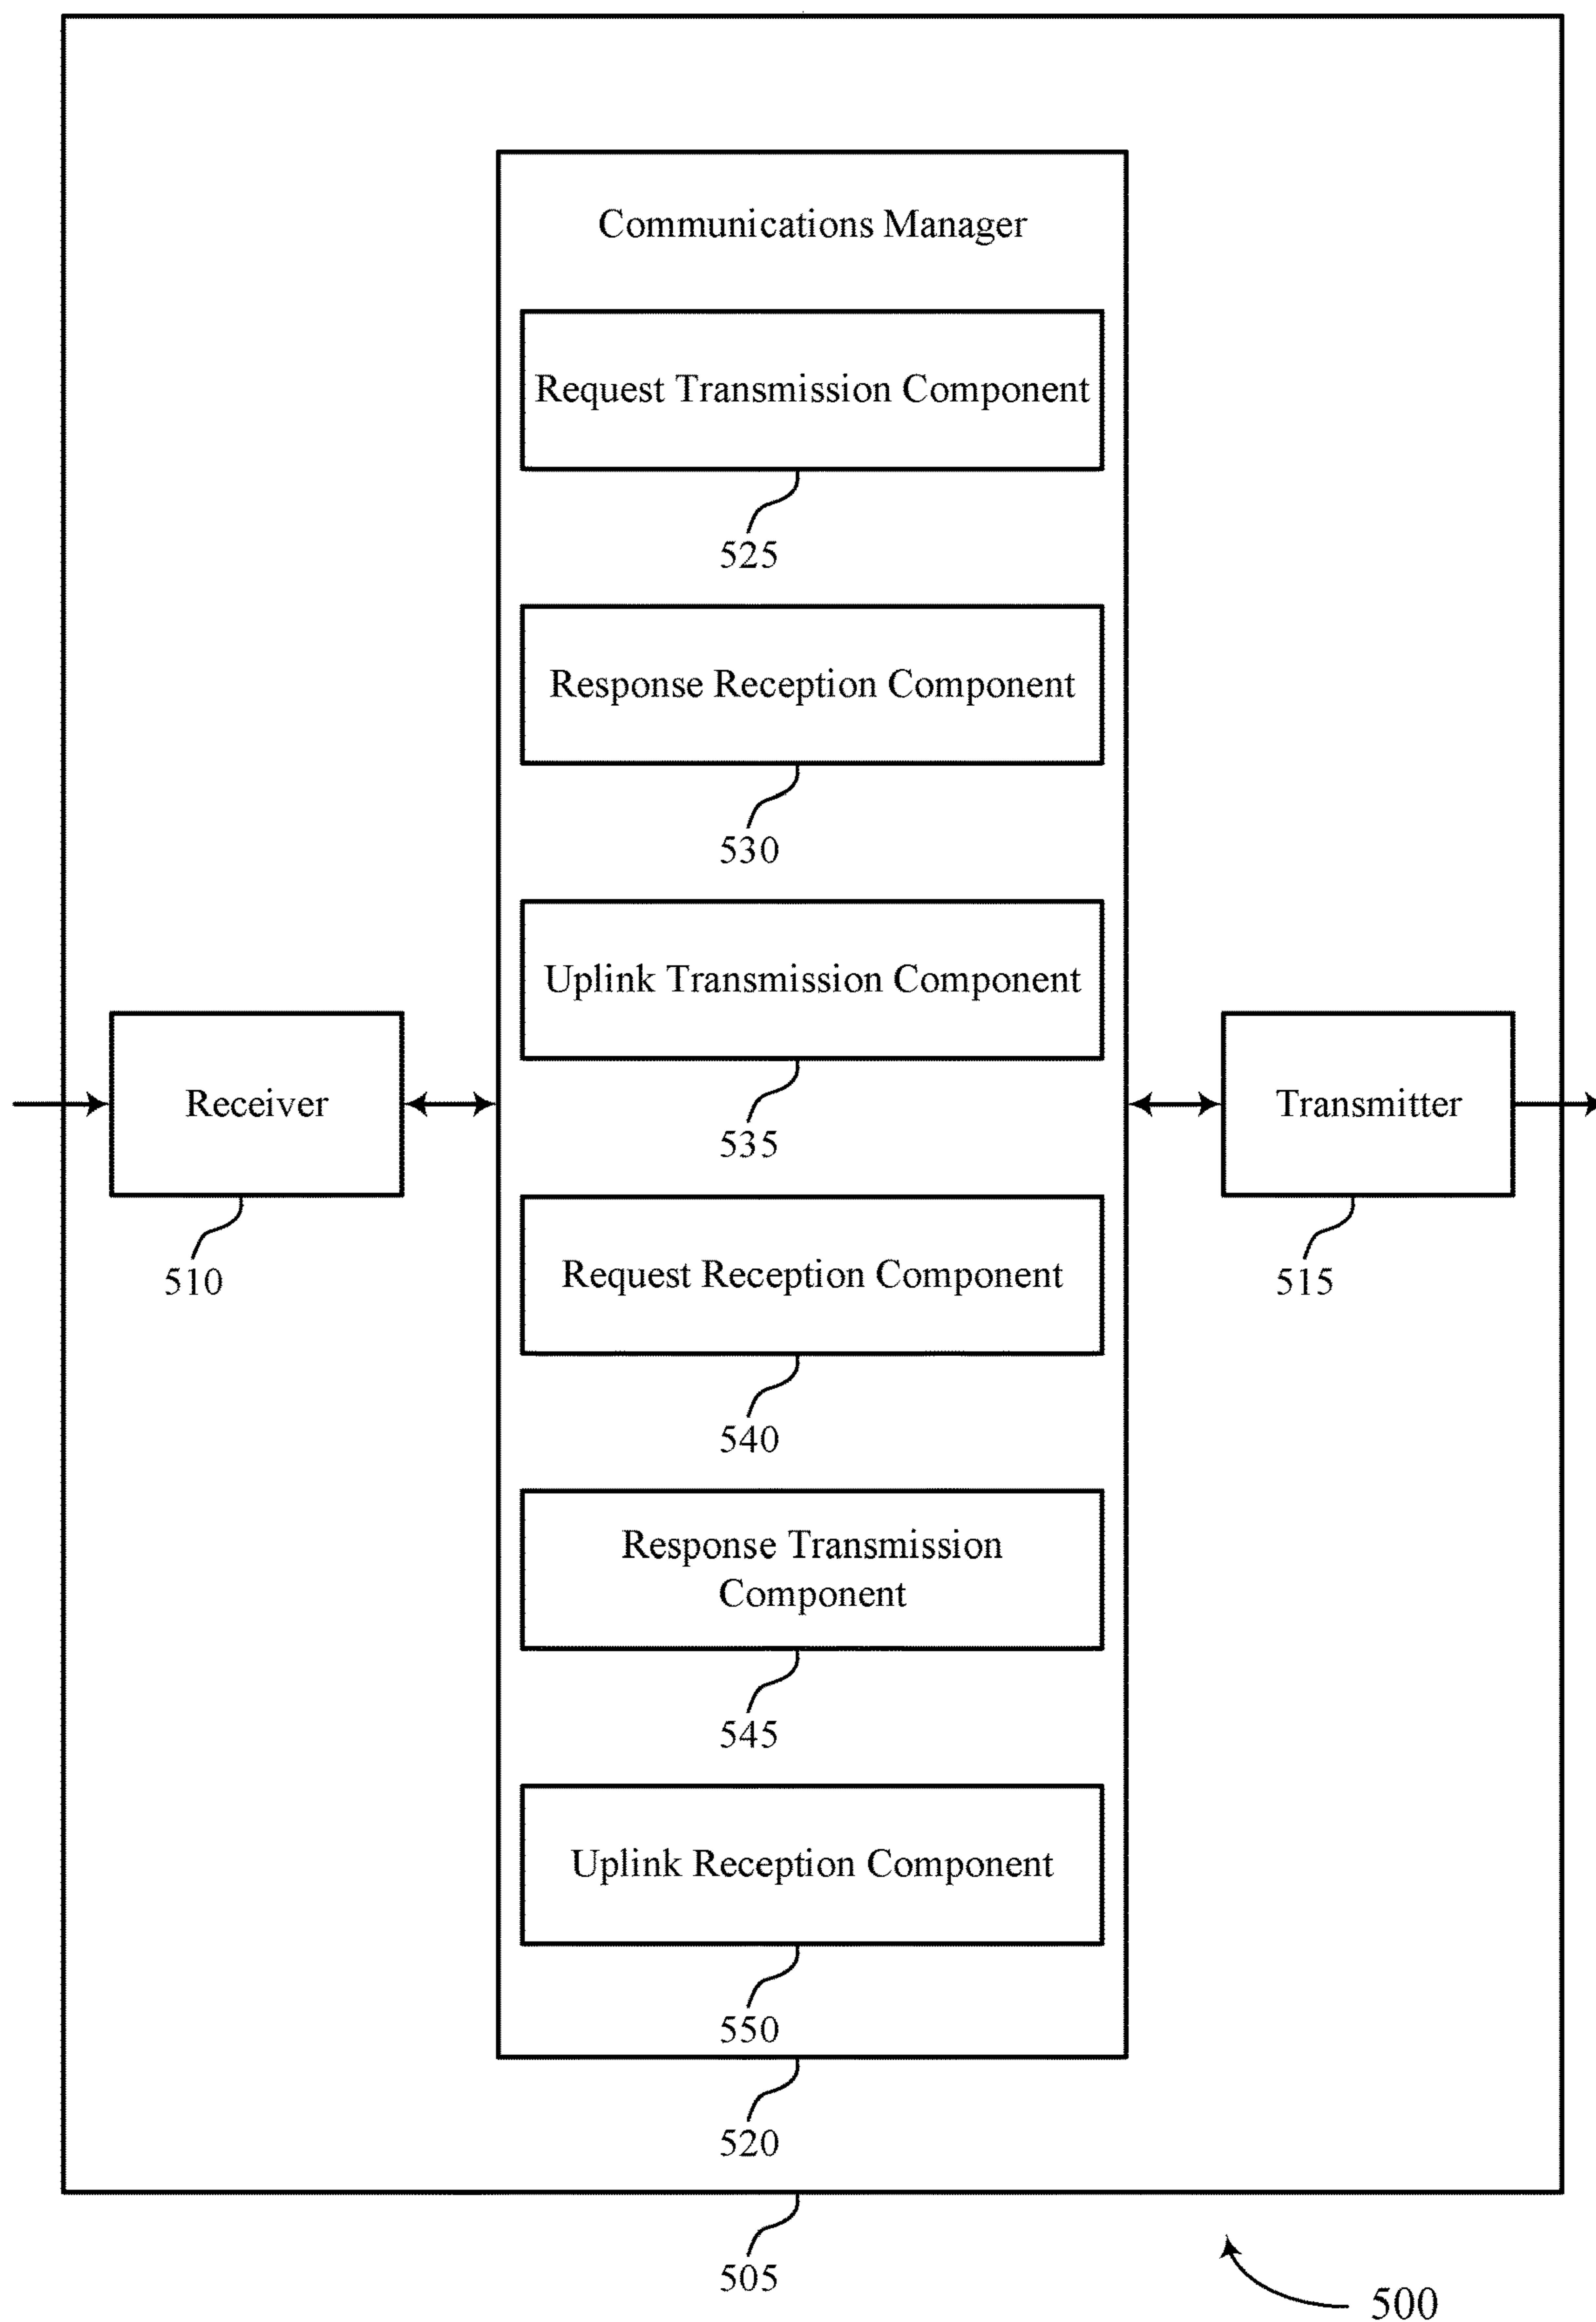 Communications Manager
Request Transmission Component
525
Response Reception Component
530
Uplink Transmission Component
535
Receiver
510
Transmitter
515
Request Reception Component
540
Response Transmission
Component
545
Uplink Reception Component
550
520
505
500